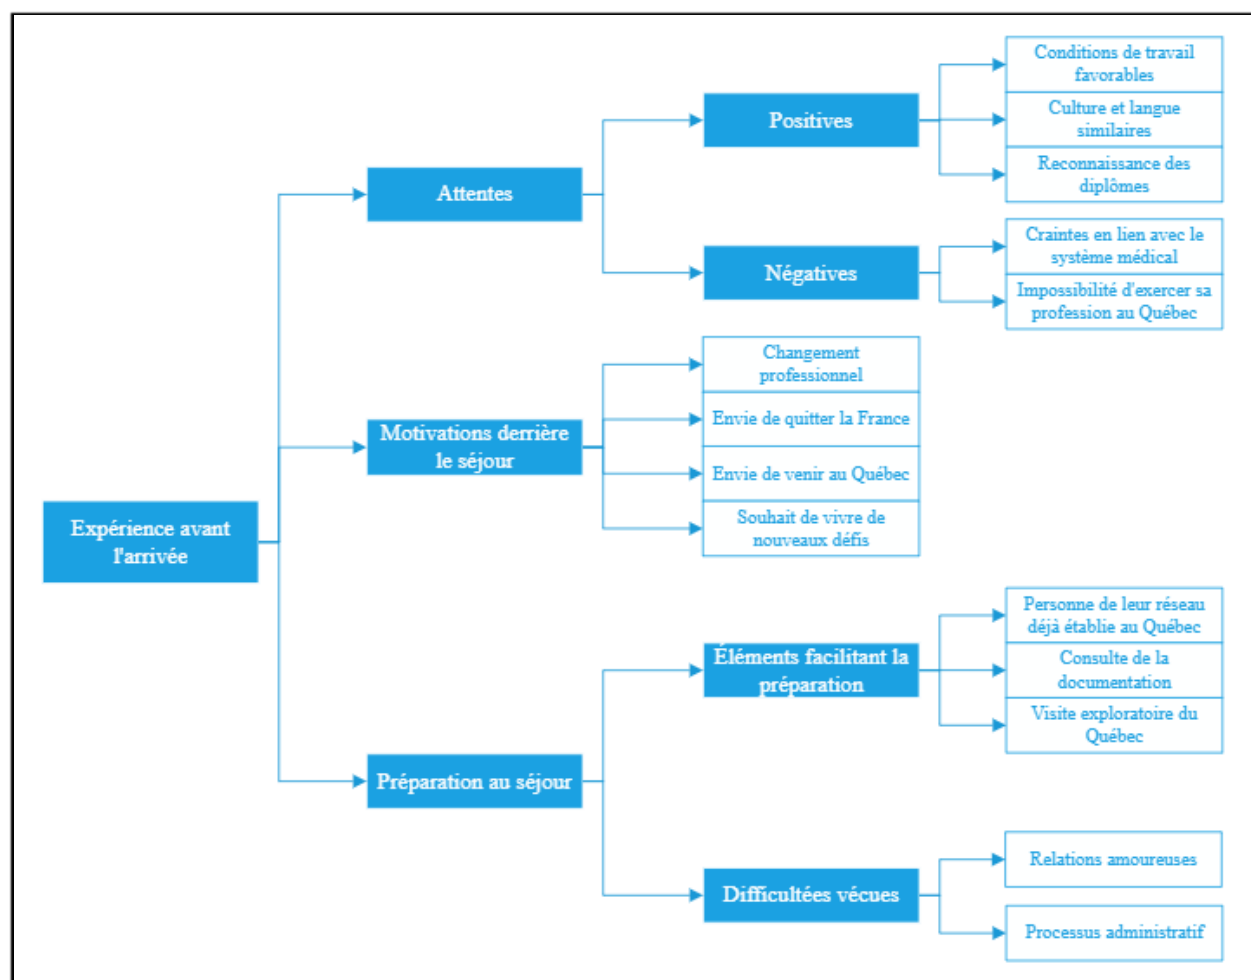 Expérience avant
l'arrivée
Attentes
Positives
Conditions de travail
favorables
Culture et langue
similaires
Reconnaissance des
diplômes
Négatives
Craintes en lien avec le
système médical
Impossibilité d'exercer sa
profession au Québec
Motivations derrière
le séjour
Changement
professionnel
Envie de quitter la France
Envie de venir au Québec
Souhait de vivre de
nouveaux défis
Préparation au séjour
Éléments facilitant la
préparation
Personne de leur réseau
déjà établie au Québec
Consulte de la
documentation
Visite exploratoire du
Québec
Difficultées vécues
Relations amoureuses
Processus administratif